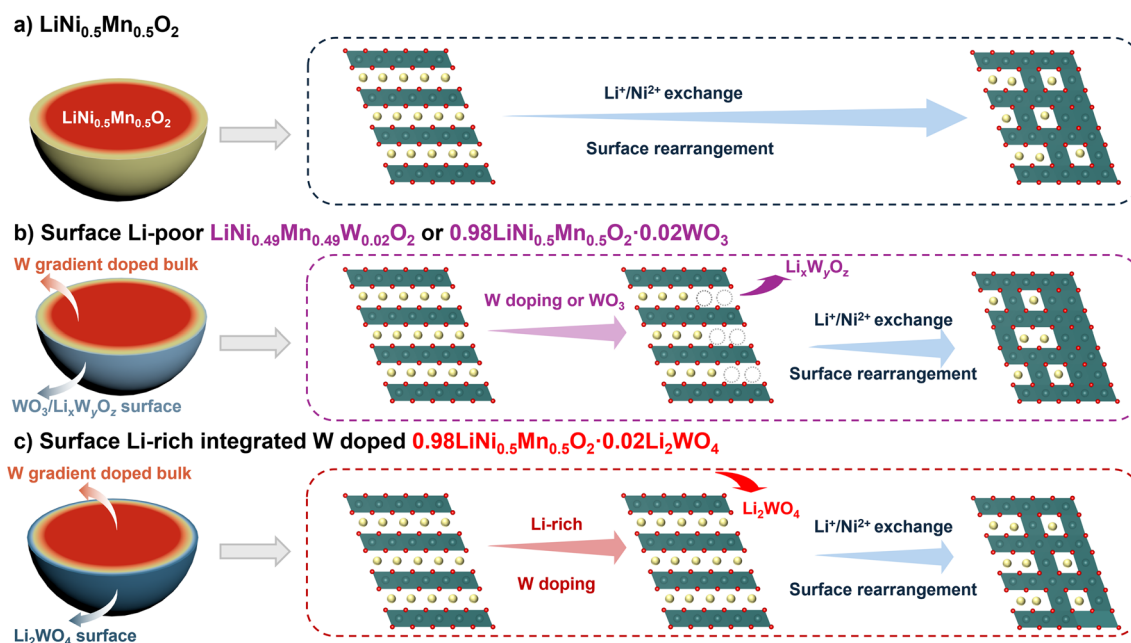 a) LiNi₀.₅Mn₀.₅O₂
LiNi₀.₅Mn₀.₅O₂
Li⁺/Ni²⁺ exchange
Surface rearrangement
b) Surface Li-poor LiNi₀.₄₉Mn₀.₄₉W₀.₀₂O₂ or 0.98LiNi₀.₅Mn₀.₅O₂·0.02WO₃
W gradient doped bulk
WO₃/LiₓWᵧO_z surface
W doping or WO₃
LiₓWᵧO_z
Li⁺/Ni²⁺ exchange
Surface rearrangement
c) Surface Li-rich integrated W doped 0.98LiNi₀.₅Mn₀.₅O₂·0.02Li₂WO₄
W gradient doped bulk
Li₂WO₄ surface
Li-rich
W doping
Li₂WO₄
Li⁺/Ni²⁺ exchange
Surface rearrangement